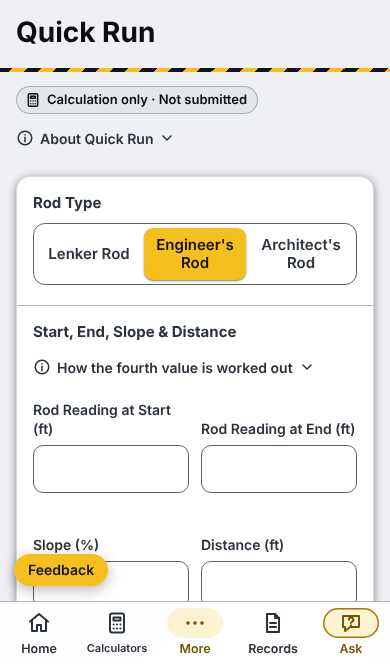 Quick Run
Calculation only · Not submitted
About Quick Run
Rod Type
Lenker Rod
Engineer's
Rod
Architect's
Rod
Start, End, Slope & Distance
How the fourth value is worked out
Rod Reading at Start
(ft)
Rod Reading at End (ft)
Slope (%)
Distance (ft)
Feedback
Home
Calculators
More
Records
Ask